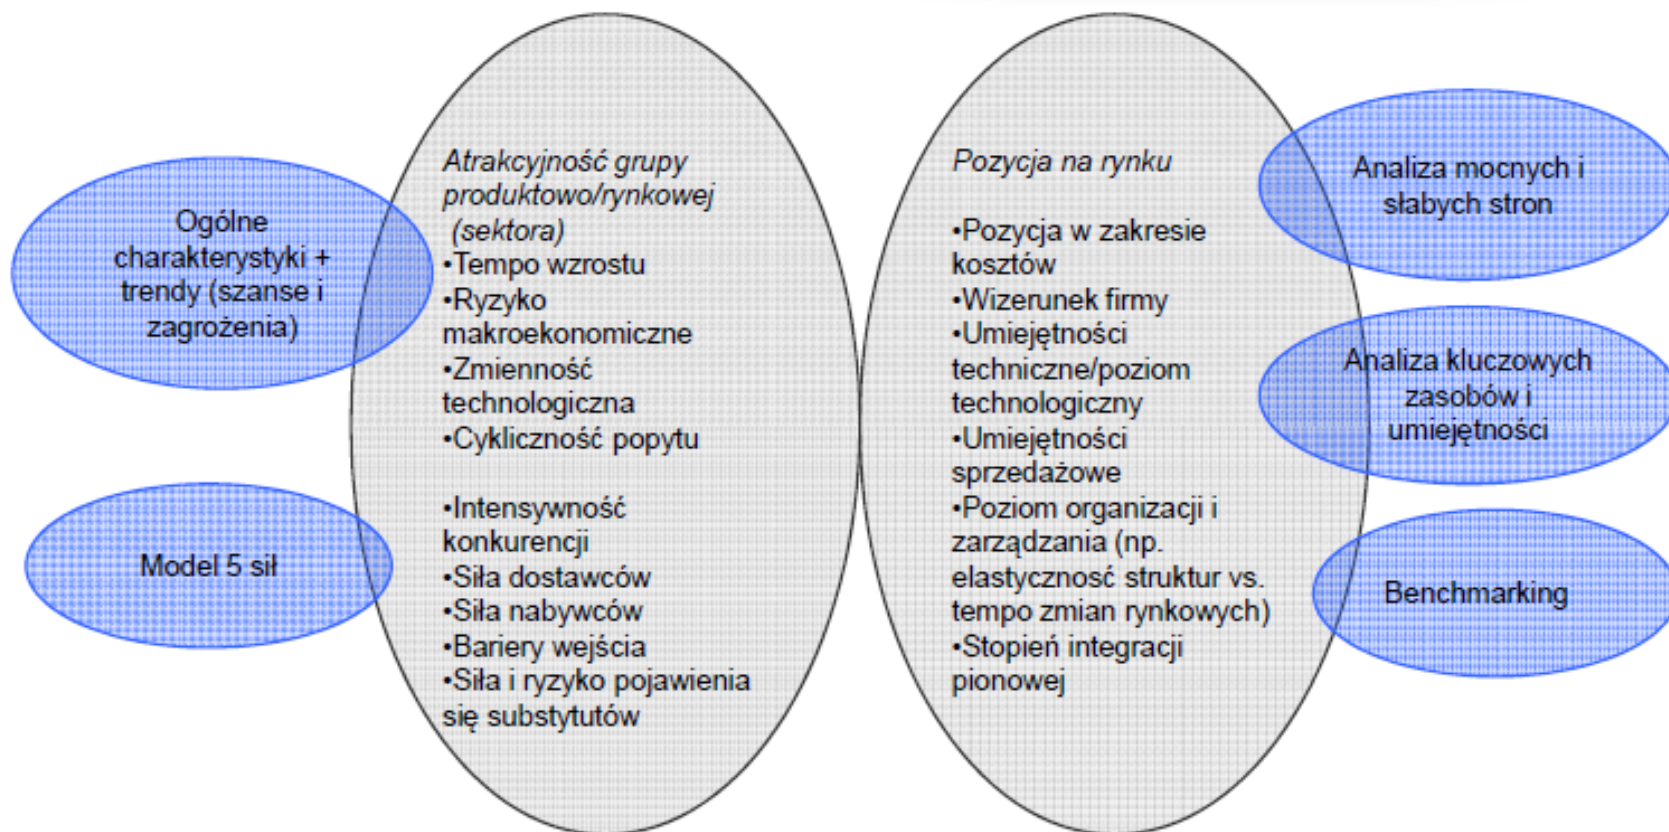 Ogólne
charakterystyki +
trendy (szanse i
zagrożenia)
Model 5 sił
Atrakcyjność grupy
produktowo/rynkowej
(sektora)
•Tempo wzrostu
•Ryzyko
makroekonomiczne
•Zmienność
technologiczna
•Cykliczność popytu
•Intensywność
konkurencji
•Siła dostawców
•Siła nabywców
•Bariery wejścia
•Siła i ryzyko pojawienia
się substytutów
Pozycja na rynku
•Pozycja w zakresie
kosztów
•Wizerunek firmy
•Umiejętności
techniczne/poziom
technologiczny
•Umiejętności
sprzedażowe
•Poziom organizacji i
zarządzania (np.
elastycznosć struktur vs.
tempo zmian rynkowych)
•Stopień integracji
pionowej
Analiza mocnych i
słabych stron
Analiza kluczowych
zasobów i
umiejętności
Benchmarking